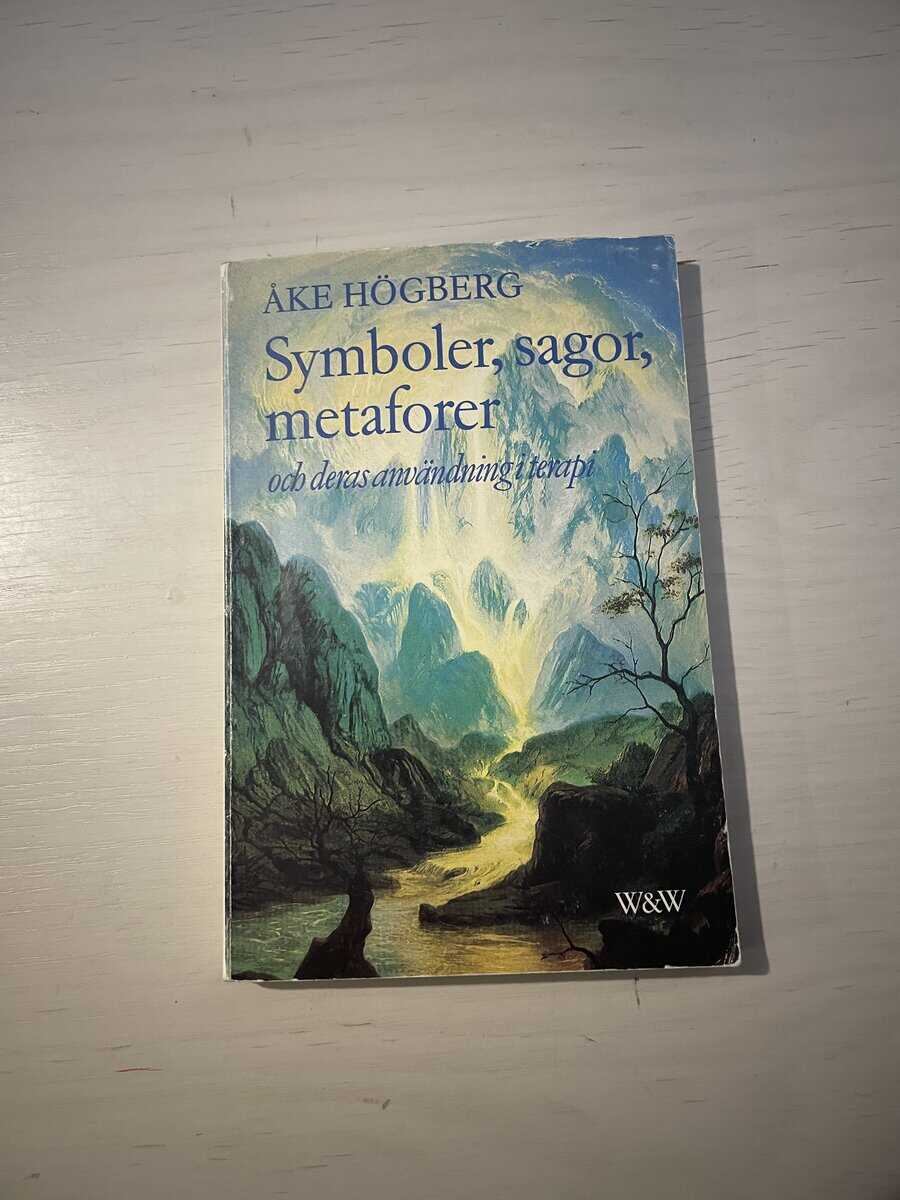 ÅKE HÖGBERG
Symboler, sagor,
metaforer
och deras användning i terapi
W&W